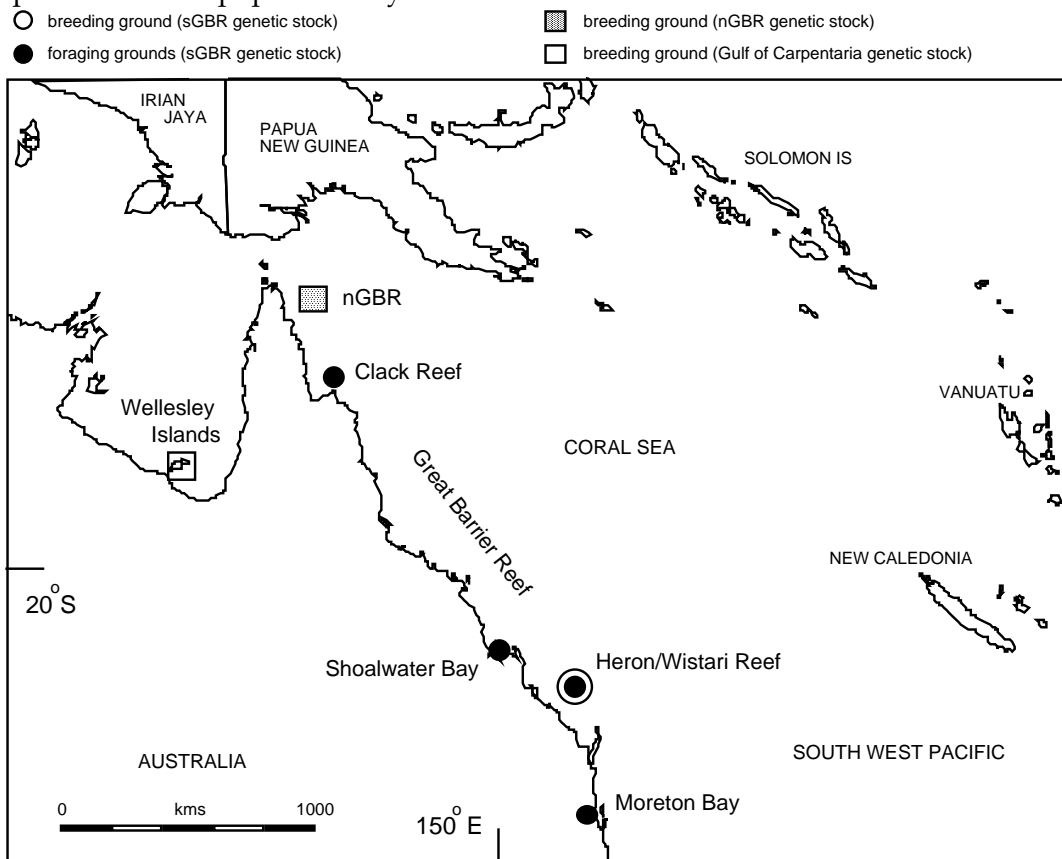 breeding ground (sGBR genetic stock)
breeding ground (nGBR genetic stock)
foraging grounds (sGBR genetic stock)
breeding ground (Gulf of Carpentaria genetic stock)
IRIAN
JAYA
PAPUA
NEW GUINEA
SOLOMON IS
nGBR
Clack Reef
Wellesley
Islands
VANUATU
CORAL SEA
Great Barrier Reef
NEW CALEDONIA
20°S
Shoalwater Bay
Heron/Wistari Reef
AUSTRALIA
SOUTH WEST PACIFIC
0 kms 1000
Moreton Bay
150° E